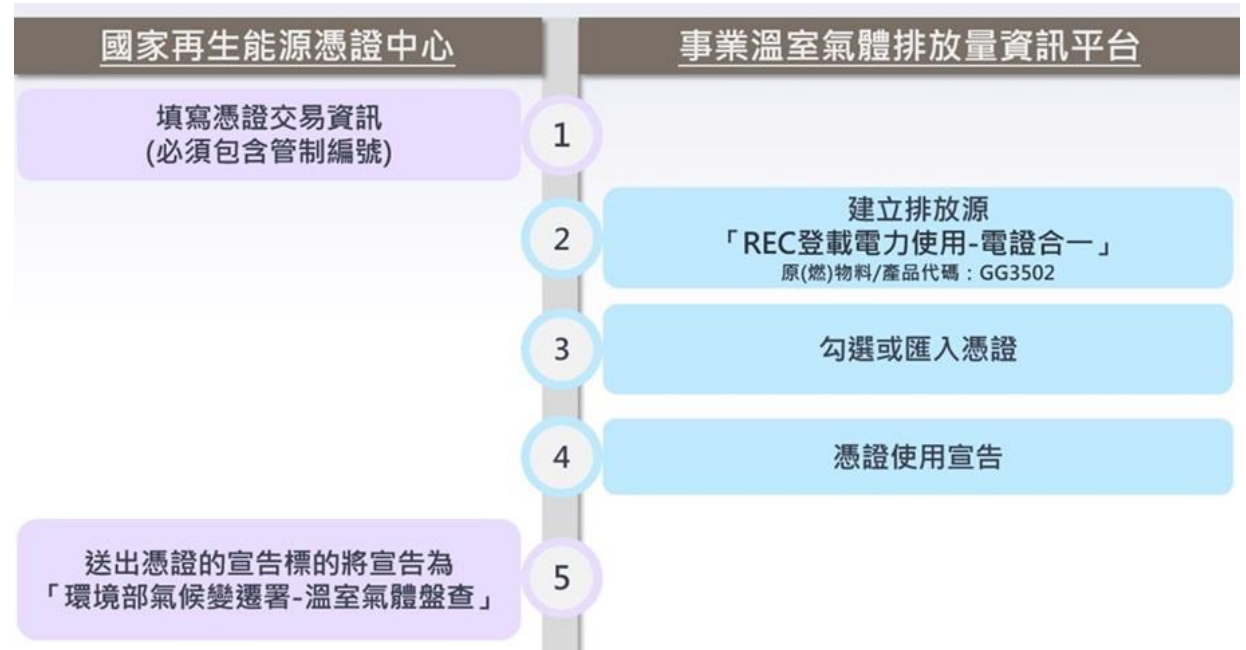 國家再生能源憑證中心
事業溫室氣體排放量資訊平台
填寫憑證交易資訊
(必須包含管制編號)
1
2
建立排放源
「REC登載電力使用-電證合一」
原(燃)物料/產品代碼：GG3502
3
勾選或匯入憑證
4
憑證使用宣告
送出憑證的宣告標的將宣告為
「環境部氣候變遷署-溫室氣體盤查」
5